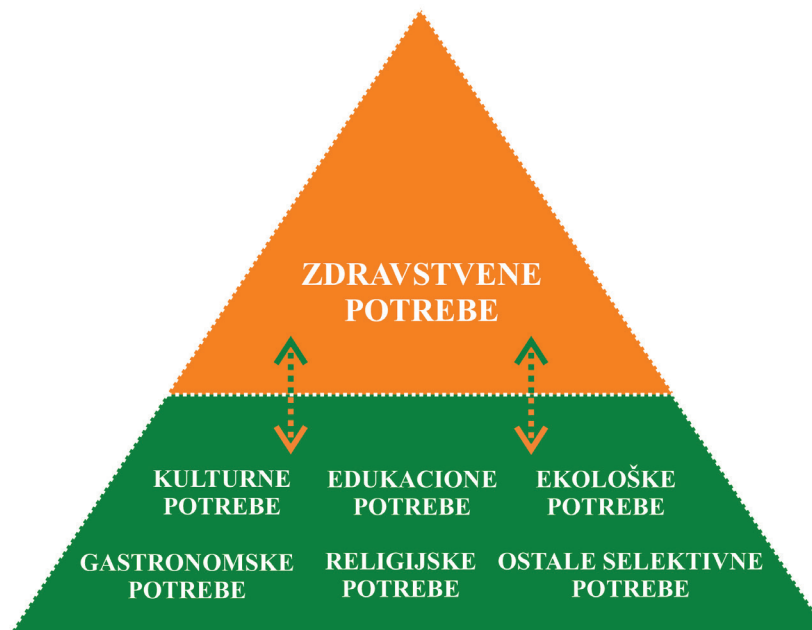 ZDRAVSTVENE
POTREBE
KULTURNE
POTREBE
EDUKACIONE
POTREBE
EKOLOŠKE
POTREBE
GASTRONOMSKE
POTREBE
RELIGIJSKE
POTREBE
OSTALE SELEKTIVNE
POTREBE